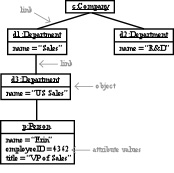 c:Company
link
d1:Department
name = "Sales"
d2:Department
name = "R&D"
link
d3:Department
name = "US Sales"
object
p:Person
name = "Erin"
employeeID = 4342
title = "VP of Sales"
attribute values